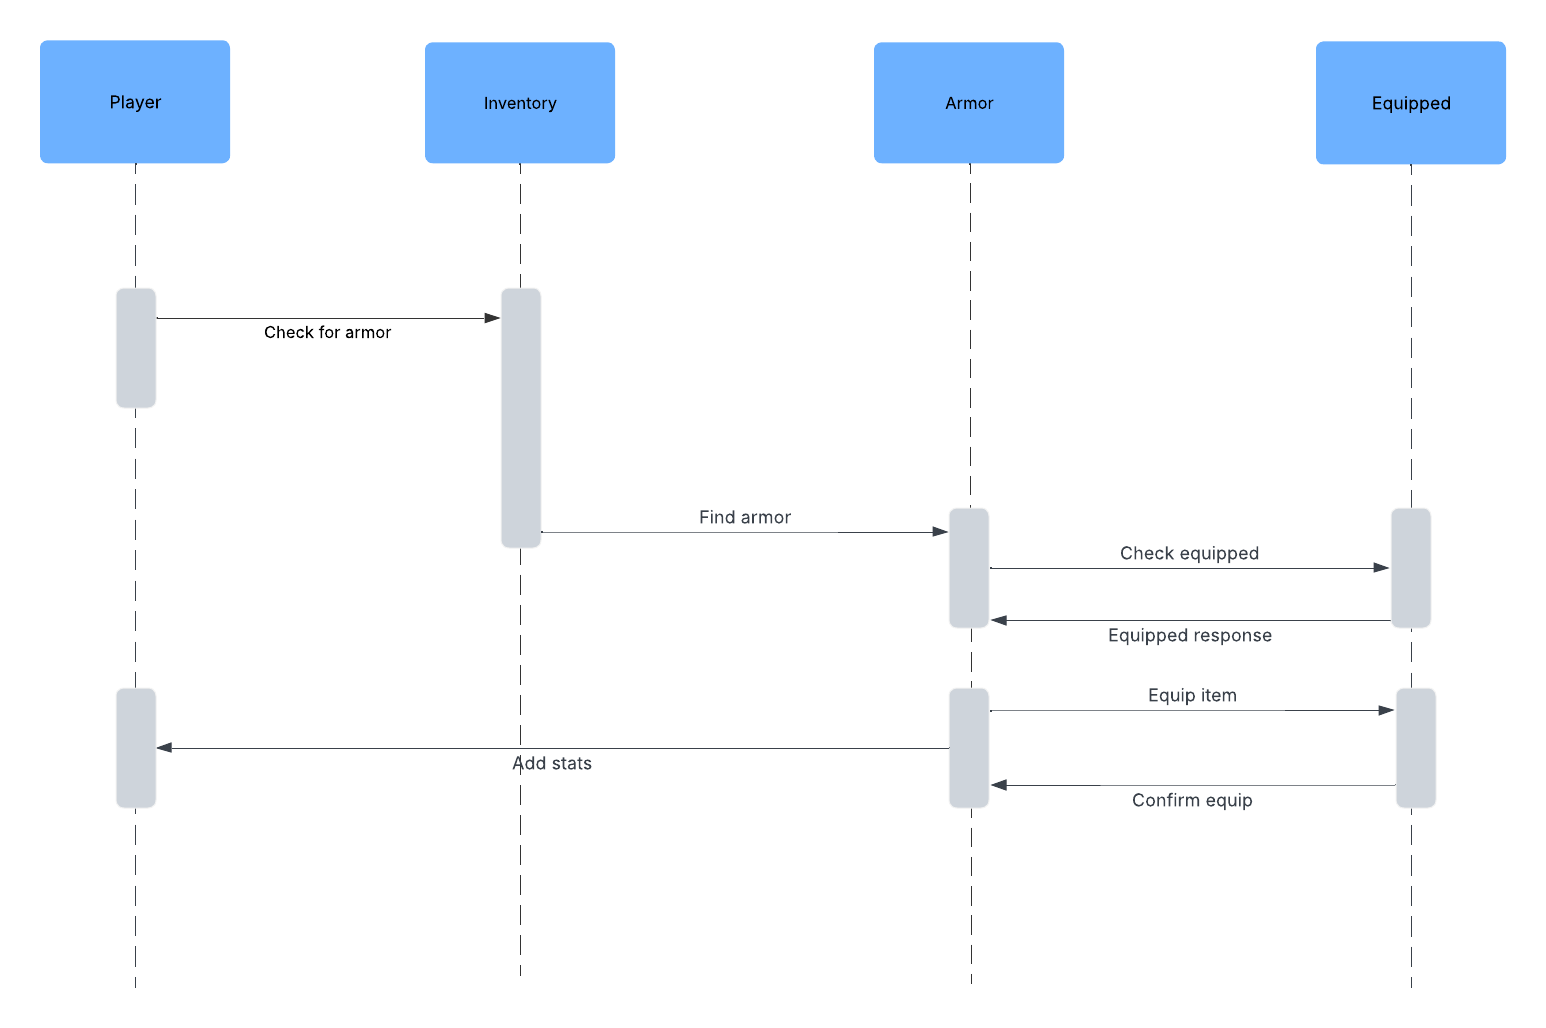 Player
Inventory
Armor
Equipped
Check for armor
Find armor
Check equipped
Equipped response
Equip item
Add stats
Confirm equip